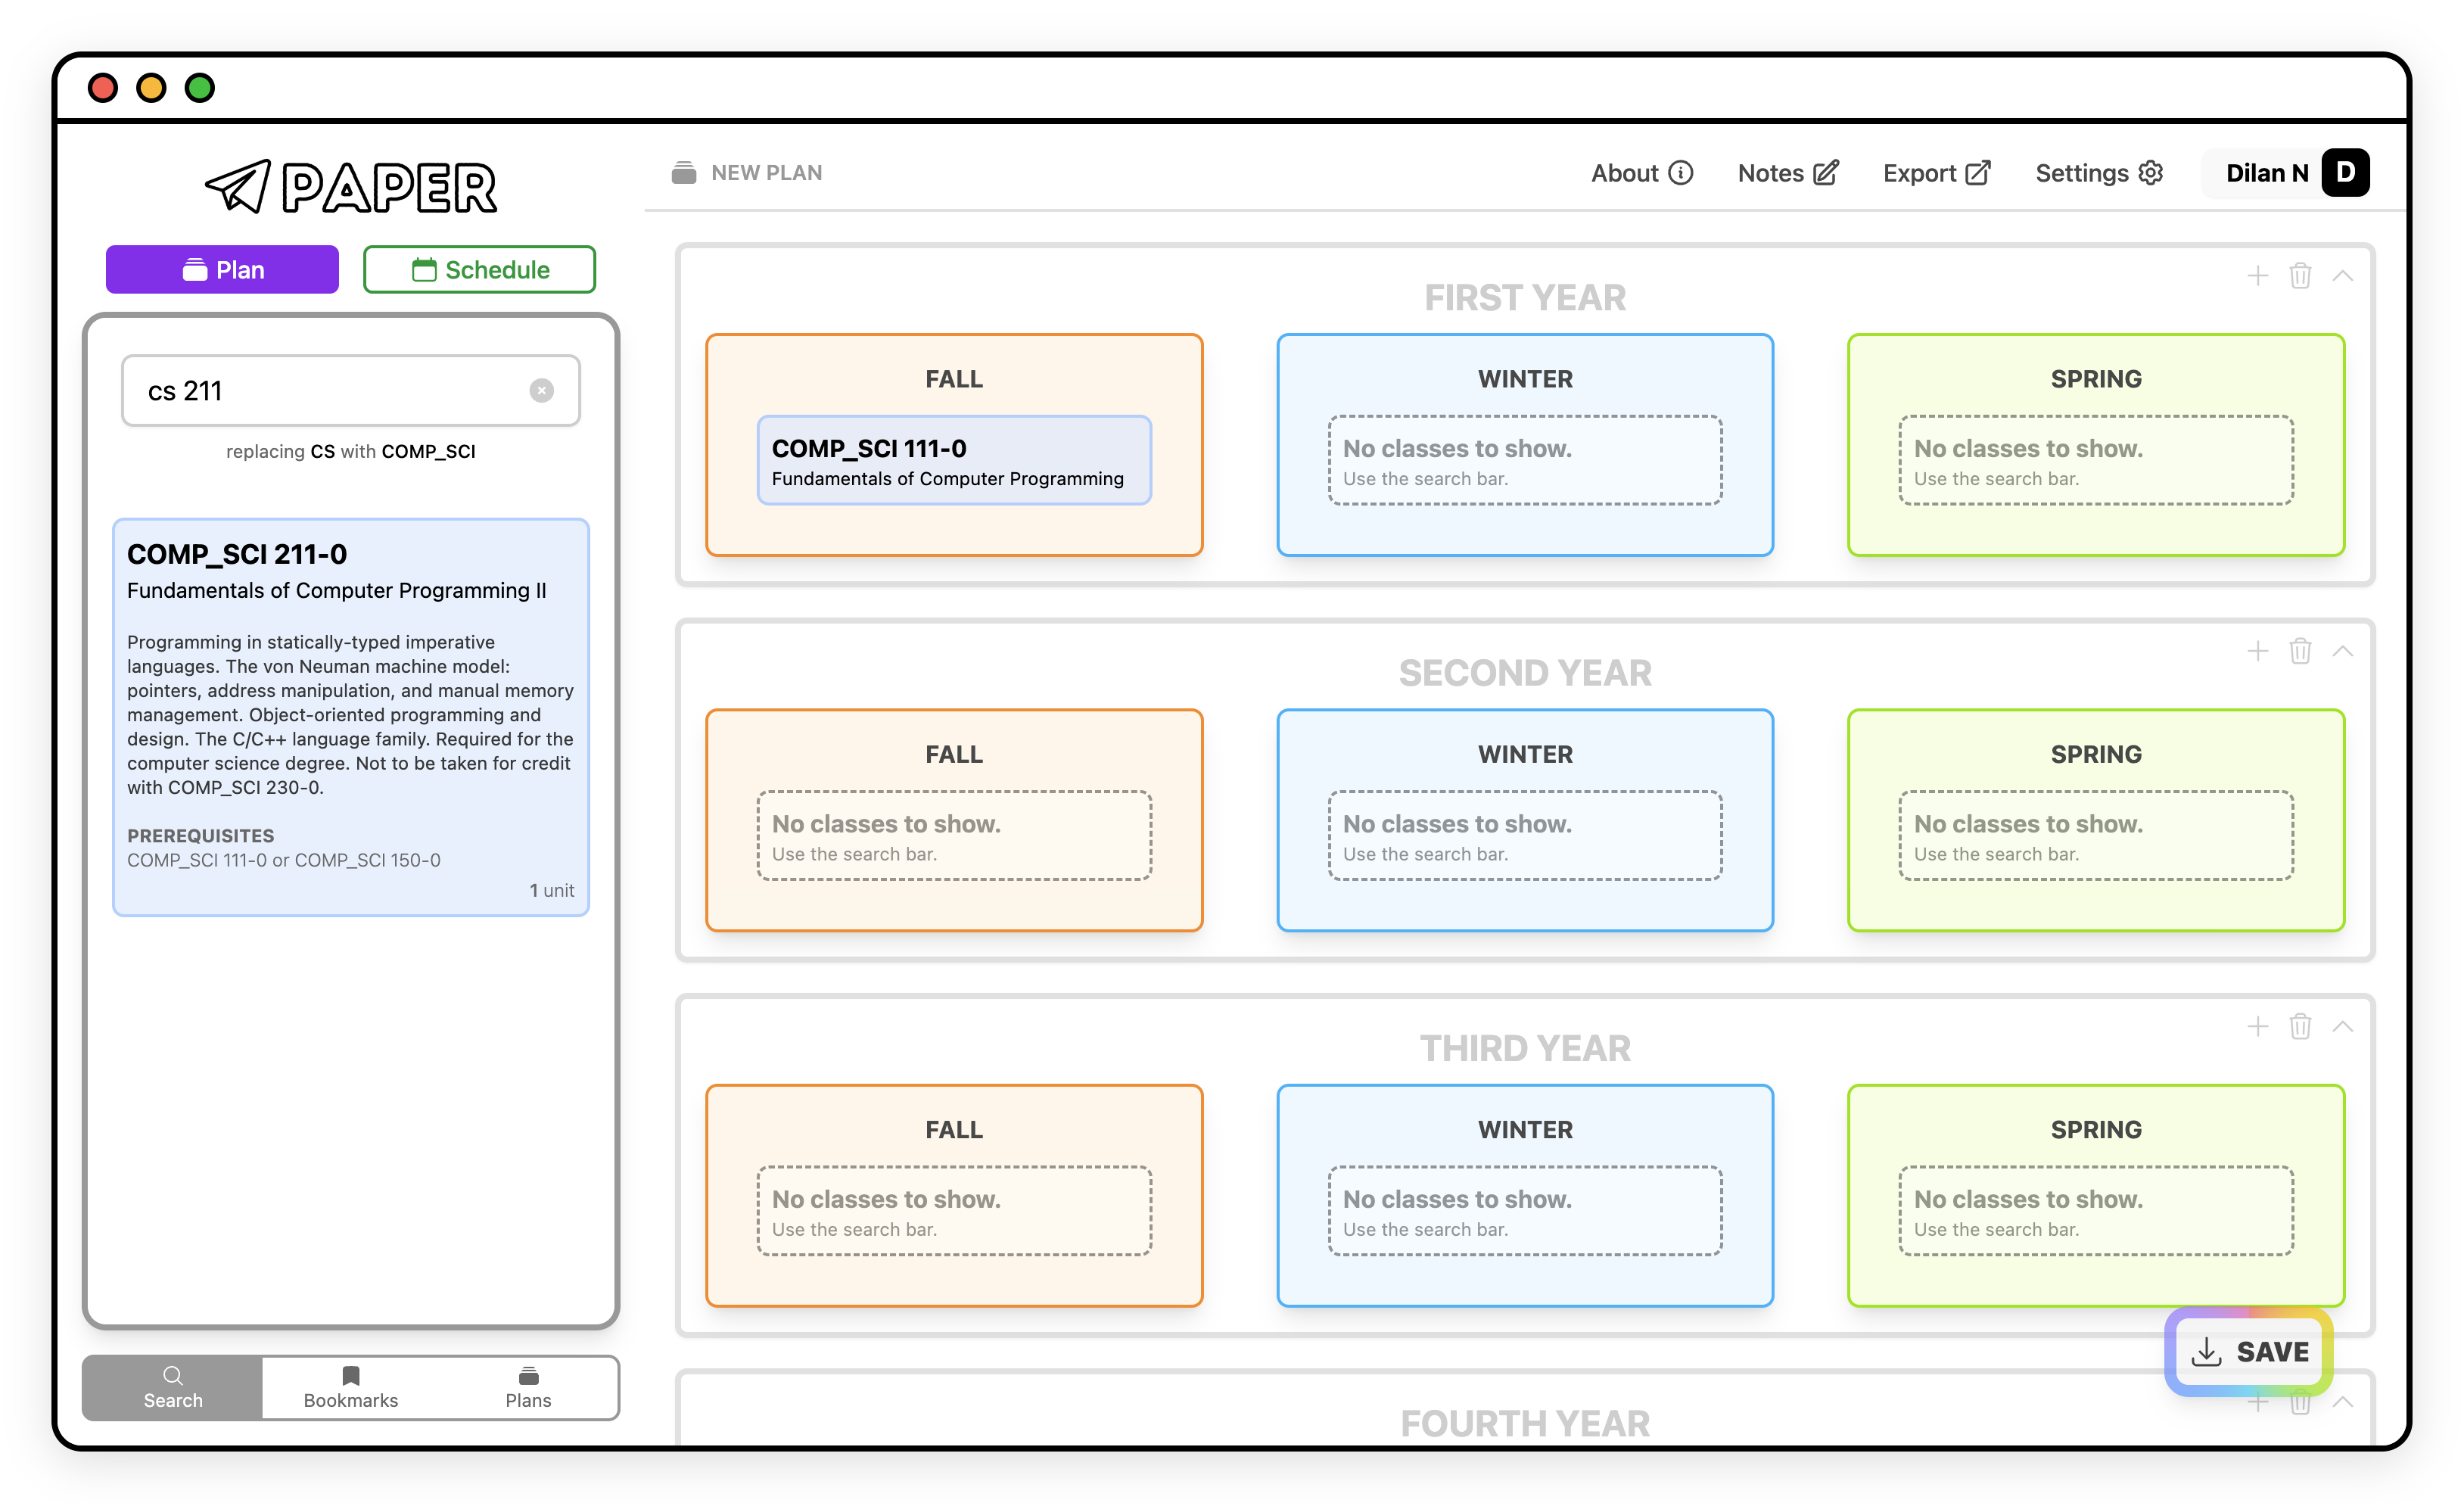 PAPER
Plan
Schedule
cs 211
replacing CS with COMP_SCI
COMP_SCI 211-0
Fundamentals of Computer Programming II
Programming in statically-typed imperative
languages. The von Neuman machine model:
pointers, address manipulation, and manual memory
management. Object-oriented programming and
design. The C/C++ language family. Required for the
computer science degree. Not to be taken for credit
with COMP_SCI 230-0.
PREREQUISITES
COMP_SCI 111-0 or COMP_SCI 150-0
1 unit
Search
Bookmarks
Plans
NEW PLAN
About
Notes
Export
Settings
Dilan N
D
FIRST YEAR
FALL
COMP_SCI 111-0
Fundamentals of Computer Programming
WINTER
No classes to show.
Use the search bar.
SPRING
No classes to show.
Use the search bar.
SECOND YEAR
FALL
No classes to show.
Use the search bar.
WINTER
No classes to show.
Use the search bar.
SPRING
No classes to show.
Use the search bar.
THIRD YEAR
FALL
No classes to show.
Use the search bar.
WINTER
No classes to show.
Use the search bar.
SPRING
No classes to show.
Use the search bar.
SAVE
FOURTH YEAR